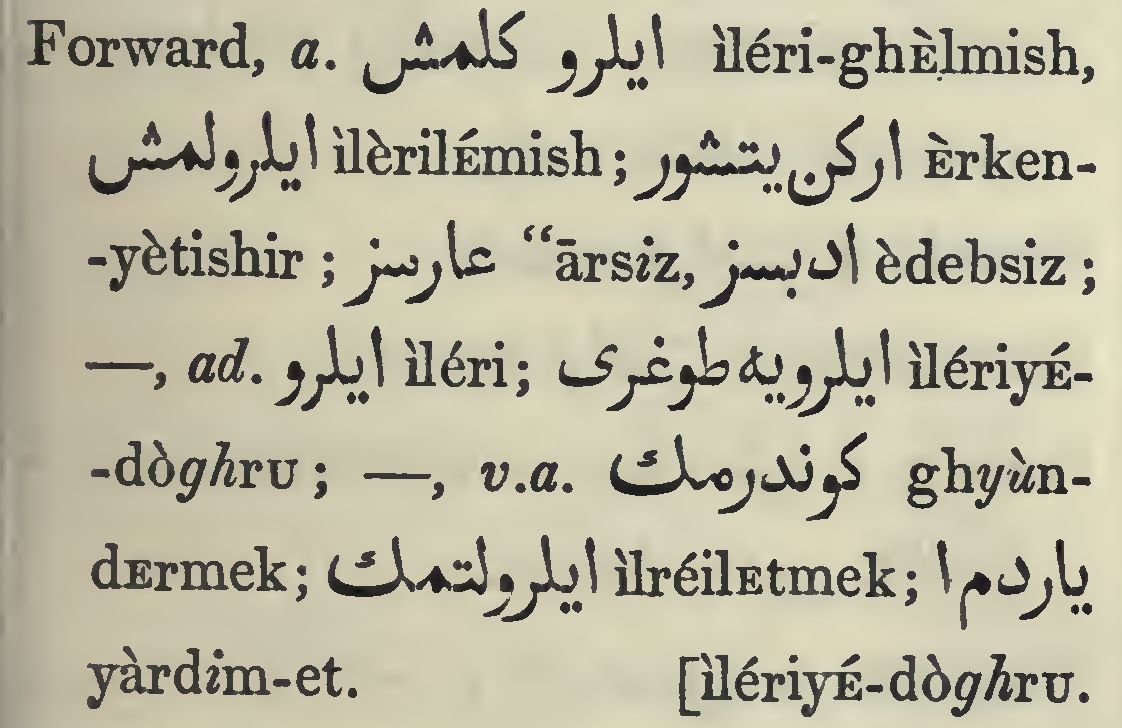 Forward, a. ايلرو كلمش ìléri-ghÈlmish,
ايلرولمش ìlèrilÉmish; اركن يتشور Èrken-
-yètishir; عارسز “ārsiz, ادبسز èdebsiz;
—, ad. ايلرو ìléri; ايلرويه طوغرى ìlériyÉ-
-dòghrU; —, v.a. كوندرمك ghyùn-
dErmek; ايلرولتمك ìlréilEtmek; ياردم ا
yàrdim-et. [ìlériyÉ-dòghrU.